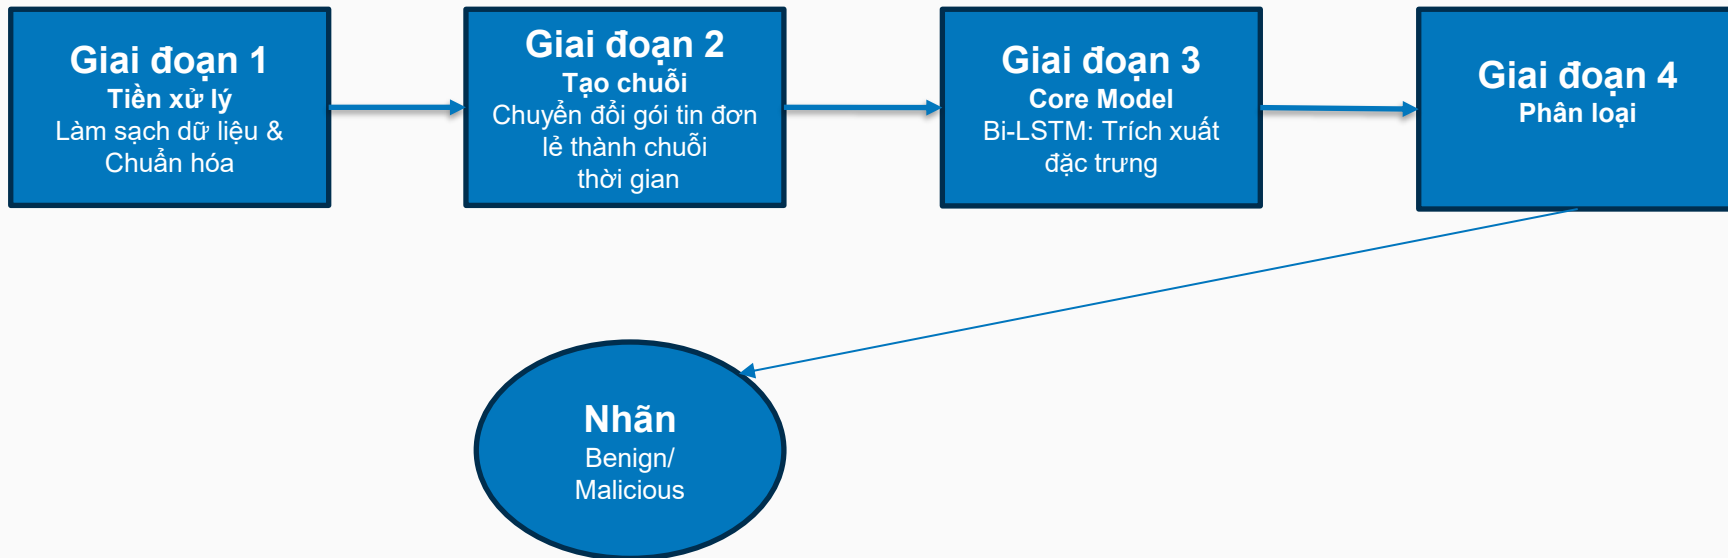 Giai đoạn 1
Tiền xử lý
Làm sạch dữ liệu &
Chuẩn hóa
Giai đoạn 2
Tạo chuỗi
Chuyển đổi gói tin đơn
lẻ thành chuỗi
thời gian
Giai đoạn 3
Core Model
Bi-LSTM: Trích xuất
đặc trưng
Giai đoạn 4
Phân loại
Nhãn
Benign/
Malicious